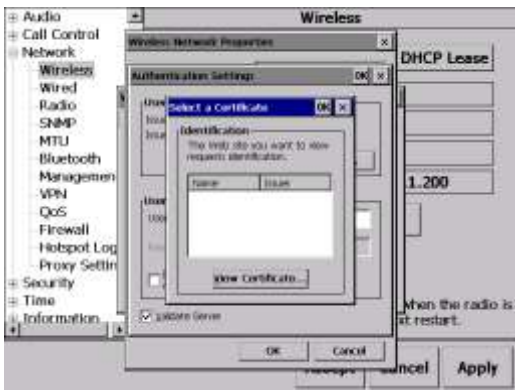 Audio
Call Control
Network
Wireless
Wired
Radio
SNMP
MTU
Bluetooth
Managemen
VPN
QoS
Firewall
Hotspot Log
Proxy Settin
Security
Time
Information
Wireless
DHCP Lease
1.200
when the radio is
xt restart.
ncel
Apply
Wireless Network Properties
Authentication Settings
OK
Select a Certificate
OK
Identification
The Web site you want to view
requests identification.
Name
Issuer
View Certificate...
Validate Server
OK
Cancel